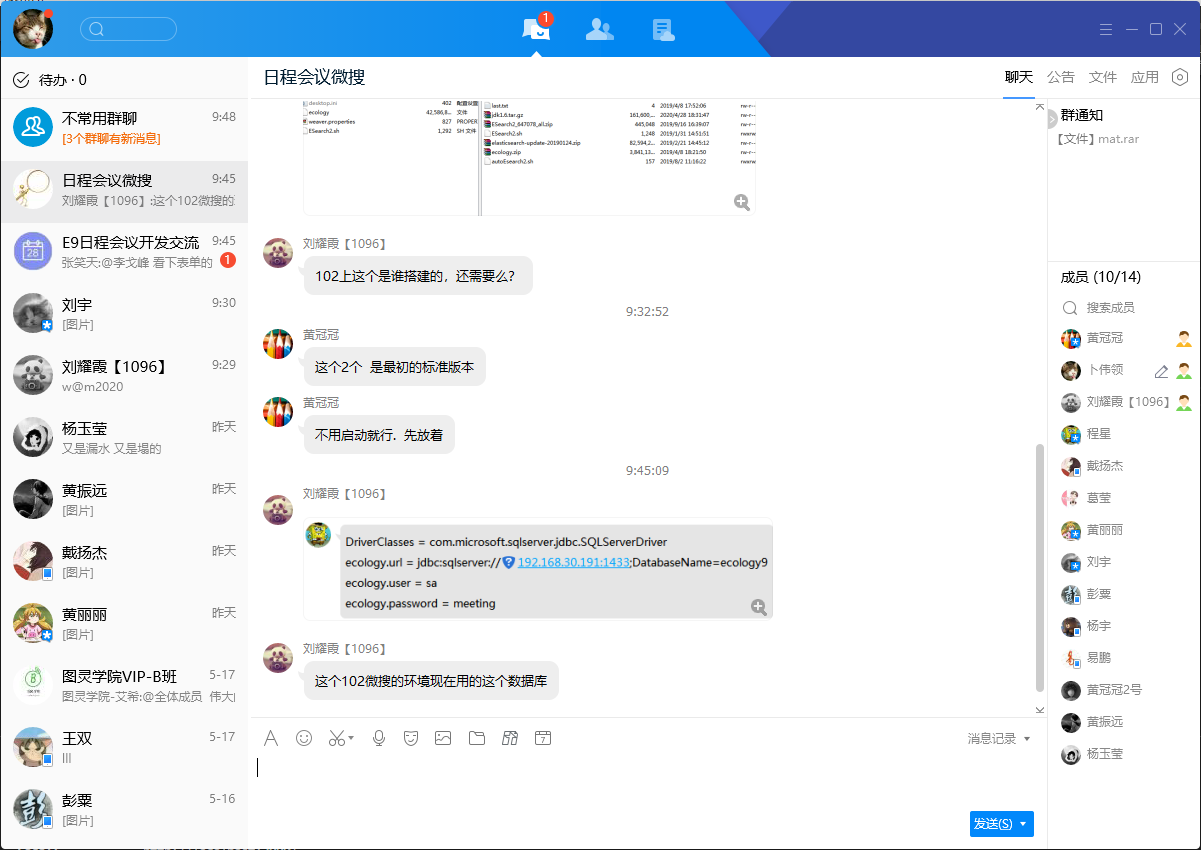 1
待办 · 0
不常用群聊 9:48
[3个群聊有新消息]
日程会议微搜 9:45
刘耀霞【1096】:这个102微搜的
E9日程会议开发交流 9:45
张笑天:@李戈峰 看下表单的 1
28
刘宇 9:30
[图片]
刘耀霞【1096】 9:29
w@m2020
杨玉莹 昨天
又是漏水 又是塌的
黄振远 昨天
[图片]
戴扬杰 昨天
[图片]
黄丽丽 昨天
[图片]
图灵学院VIP-B班 5-17
图灵学院-艾希:@全体成员 伟大
王双 5-17
lll
彭粟 5-16
[图片]
日程会议微搜
聊天 公告 文件 应用
desktop.ini 402 配置设置
ecology 42,586,8... 文件
weaver.properties 827 PROPER
ESearch2.sh 1,292 SH 文件
last.txt 4 2019/4/8 17:52:06 rw-r--
jdk1.6.tar.gz 161,600,... 2020/4/28 18:31:47 rw-r--
ESearch2_647078_all.zip 445,048 2019/9/16 16:39:07 rw-r--
ESearch2.sh 1,248 2019/1/31 14:51:51 rwxrw
elasticsearch-update-20190124.zip 82,594,2... 2019/2/21 14:45:12 rw-r--
ecology.zip 3,841,13... 2019/4/8 18:21:50 rw-r--
autoEsearch2.sh 157 2019/8/2 11:16:22 rwxrw
刘耀霞【1096】
102上这个是谁搭建的，还需要么?
9:32:52
黄冠冠
这个2个 是最初的标准版本
黄冠冠
不用启动就行．先放着
9:45:09
刘耀霞【1096】
DriverClasses = com.microsoft.sqlserver.jdbc.SQLServerDriver
ecology.url = jdbc:sqlserver://192.168.30.191:1433;DatabaseName=ecology9
ecology.user = sa
ecology.password = meeting
刘耀霞【1096】
这个102微搜的环境现在用的这个数据库
7
消息记录
发送(S)
群通知
【文件】mat.rar
成员 (10/14)
搜索成员
黄冠冠
卜伟领
刘耀霞【1096】
程星
戴扬杰
葛莹
黄丽丽
刘宇
彭粟
杨宇
易鹏
黄冠冠2号
黄振远
杨玉莹